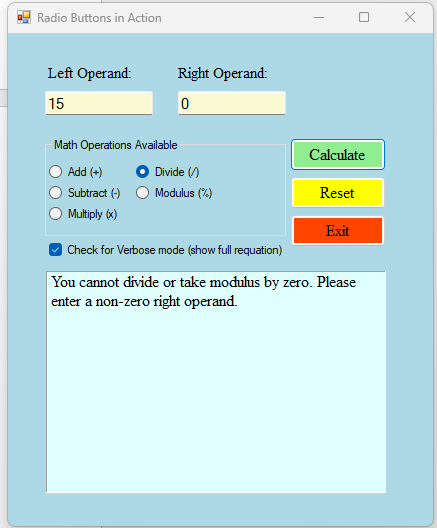 Radio Buttons in Action
Left Operand: Right Operand:
15 0
Math Operations Available
Add (+) Divide (/)
Subtract (-) Modulus (%)
Multiply (x)
Calculate
Reset
Exit
Check for Verbose mode (show full requation)
You cannot divide or take modulus by zero. Please
enter a non-zero right operand.